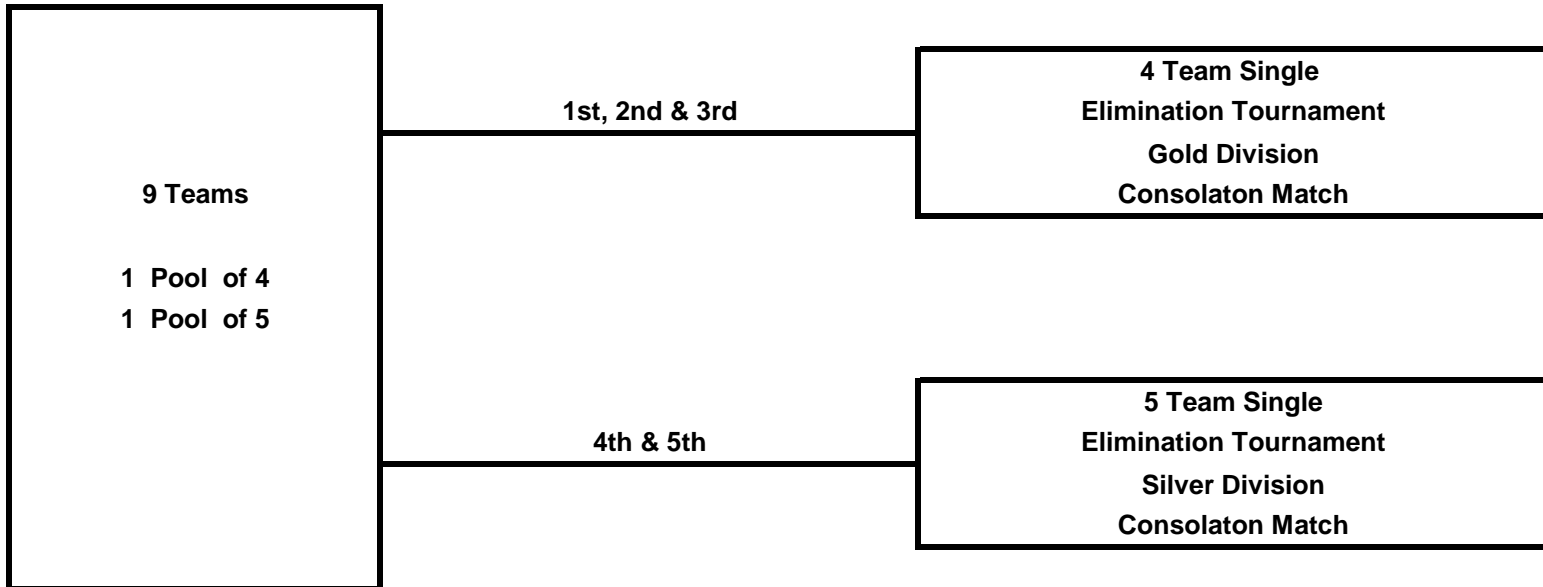 9 Teams
1 Pool of 4
1 Pool of 5
1st, 2nd & 3rd
4 Team Single
Elimination Tournament
Gold Division
Consolaton Match
4th & 5th
5 Team Single
Elimination Tournament
Silver Division
Consolaton Match